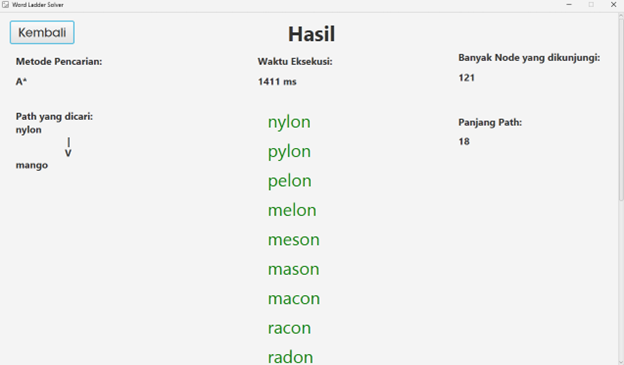 Word Ladder Solver
Kembali
Hasil
Metode Pencarian:
A*
Waktu Eksekusi:
1411 ms
Banyak Node yang dikunjungi:
121
Path yang dicari:
nylon
|
V
mango
Panjang Path:
18
nylon
pylon
pelon
melon
meson
mason
macon
racon
radon